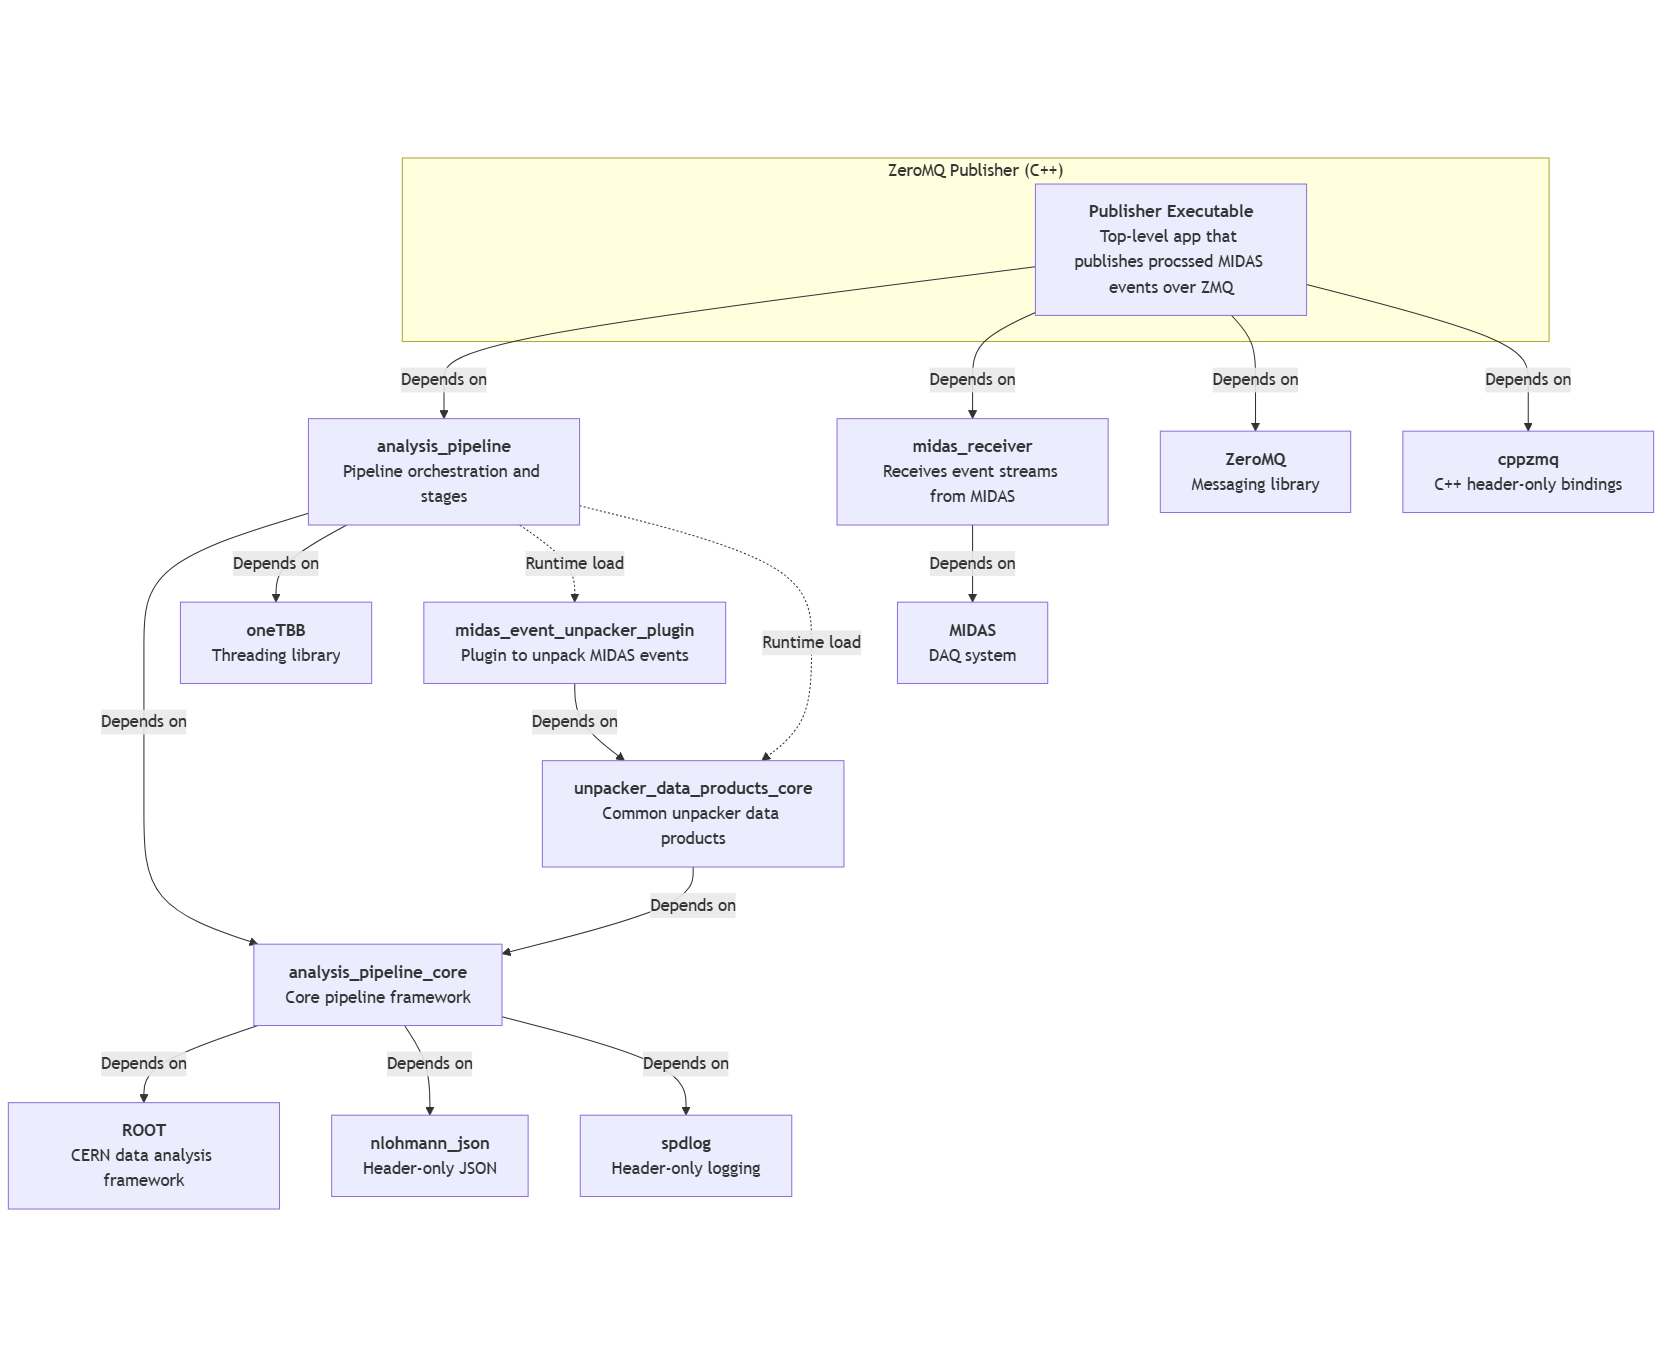 ZeroMQ Publisher (C++)
Publisher Executable
Top-level app that
publishes procssed MIDAS
events over ZMQ
Depends on
Depends on
Depends on
Depends on
analysis_pipeline
Pipeline orchestration and
stages
midas_receiver
Receives event streams
from MIDAS
ZeroMQ
Messaging library
cppzmq
C++ header-only bindings
Depends on
Runtime load
Depends on
oneTBB
Threading library
midas_event_unpacker_plugin
Plugin to unpack MIDAS events
Runtime load
MIDAS
DAQ system
Depends on
Depends on
unpacker_data_products_core
Common unpacker data
products
Depends on
analysis_pipeline_core
Core pipeline framework
Depends on
Depends on
Depends on
ROOT
CERN data analysis
framework
nlohmann_json
Header-only JSON
spdlog
Header-only logging